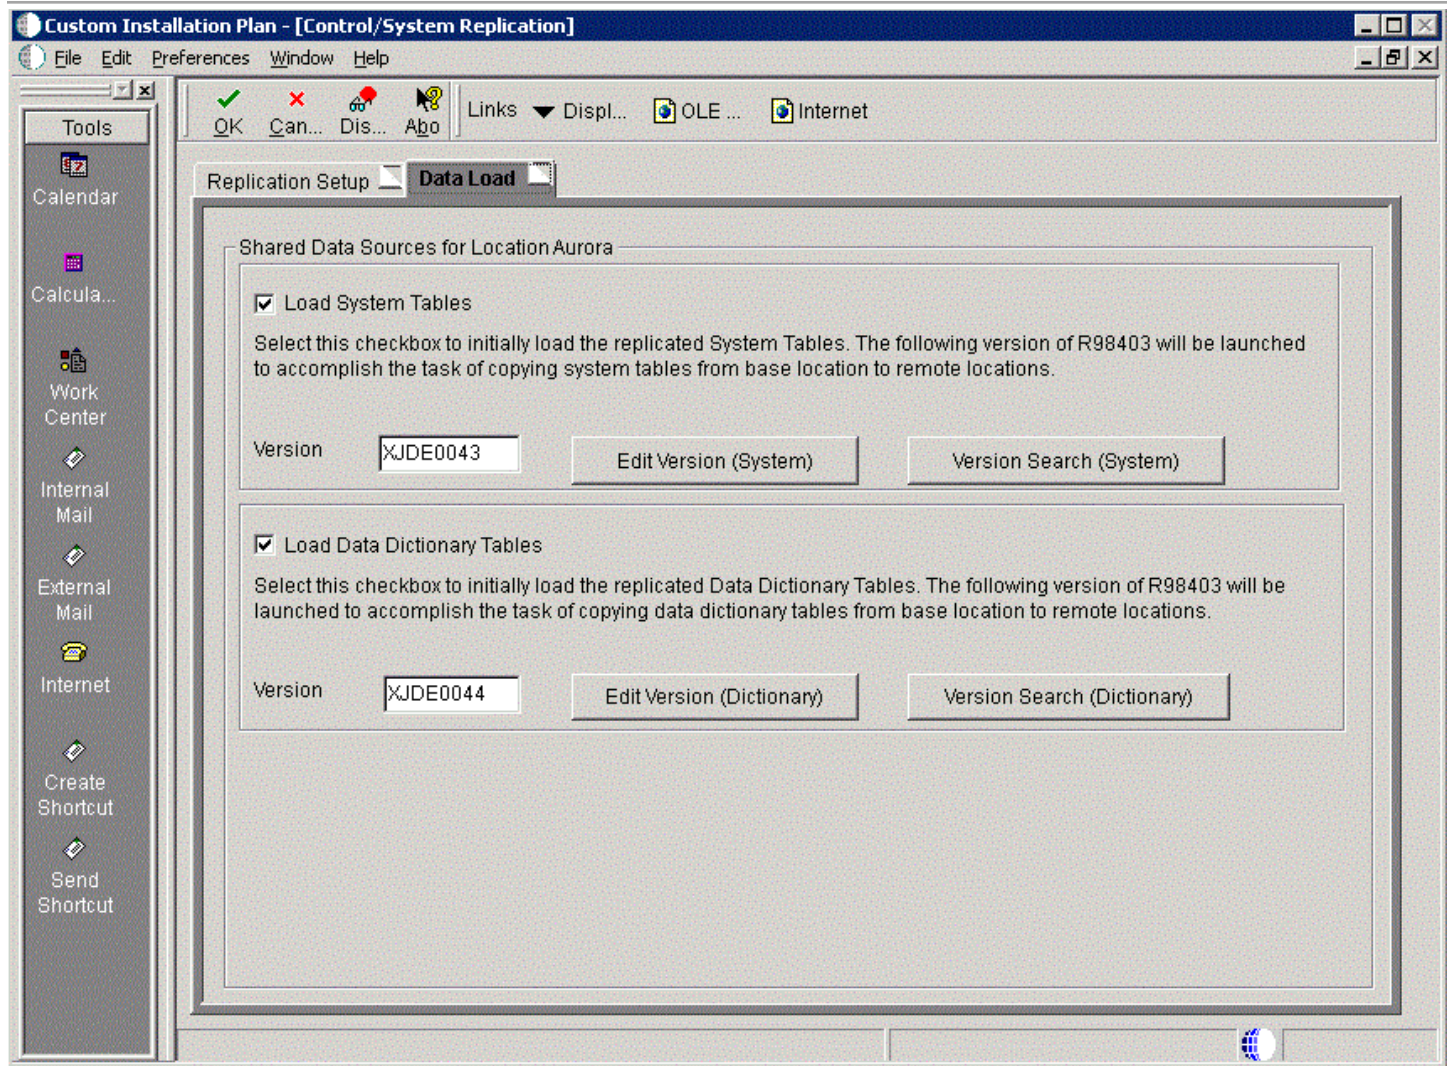 Custom Installation Plan - [Control/System Replication]
File Edit Preferences Window Help
Tools
Calendar
Calcula...
Work
Center
Internal
Mail
External
Mail
Internet
Create
Shortcut
Send
Shortcut
OK Can... Dis... Abo Links Displ... OLE ... Internet
Replication Setup Data Load
Shared Data Sources for Location Aurora
Load System Tables
Select this checkbox to initially load the replicated System Tables. The following version of R98403 will be launched
to accomplish the task of copying system tables from base location to remote locations.
Version XJDE0043 Edit Version (System) Version Search (System)
Load Data Dictionary Tables
Select this checkbox to initially load the replicated Data Dictionary Tables. The following version of R98403 will be
launched to accomplish the task of copying data dictionary tables from base location to remote locations.
Version XJDE0044 Edit Version (Dictionary) Version Search (Dictionary)